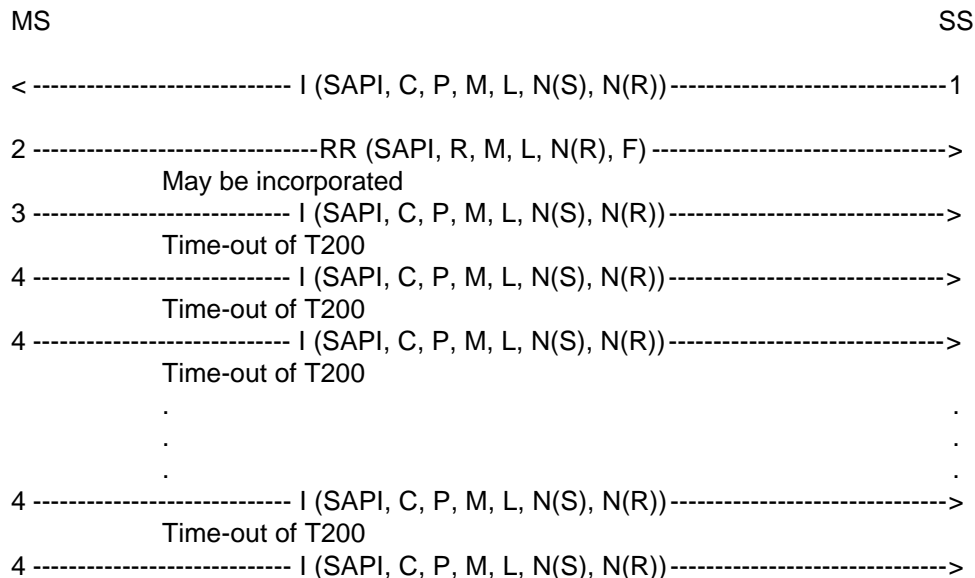 MS SS
< ----------------------------- I (SAPI, C, P, M, L, N(S), N(R))-------------------------------1
2 --------------------------------RR (SAPI, R, M, L, N(R), F) --------------------------------->
May be incorporated
3 ----------------------------- I (SAPI, C, P, M, L, N(S), N(R))------------------------------->
Time-out of T200
4 ----------------------------- I (SAPI, C, P, M, L, N(S), N(R))------------------------------->
Time-out of T200
4 ----------------------------- I (SAPI, C, P, M, L, N(S), N(R))------------------------------->
Time-out of T200
. .
. .
. .
4 ----------------------------- I (SAPI, C, P, M, L, N(S), N(R))------------------------------->
Time-out of T200
4 ----------------------------- I (SAPI, C, P, M, L, N(S), N(R))------------------------------->